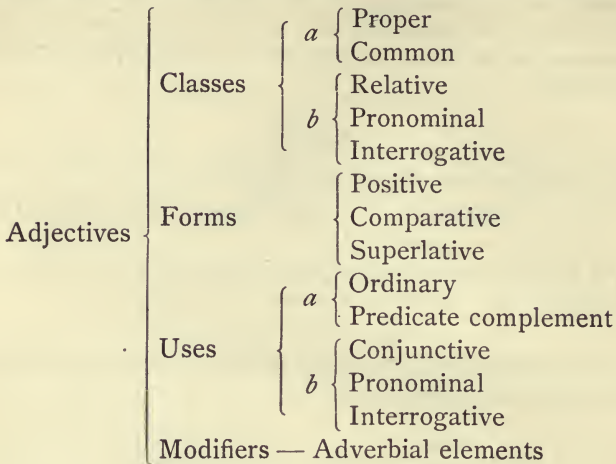 a Proper
Common
Classes
Relative
b Pronominal
Interrogative
Positive
Adjectives Forms Comparative
Superlative
a Ordinary
Predicate complement
Uses
Conjunctive
b Pronominal
Interrogative
Modifiers — Adverbial elements